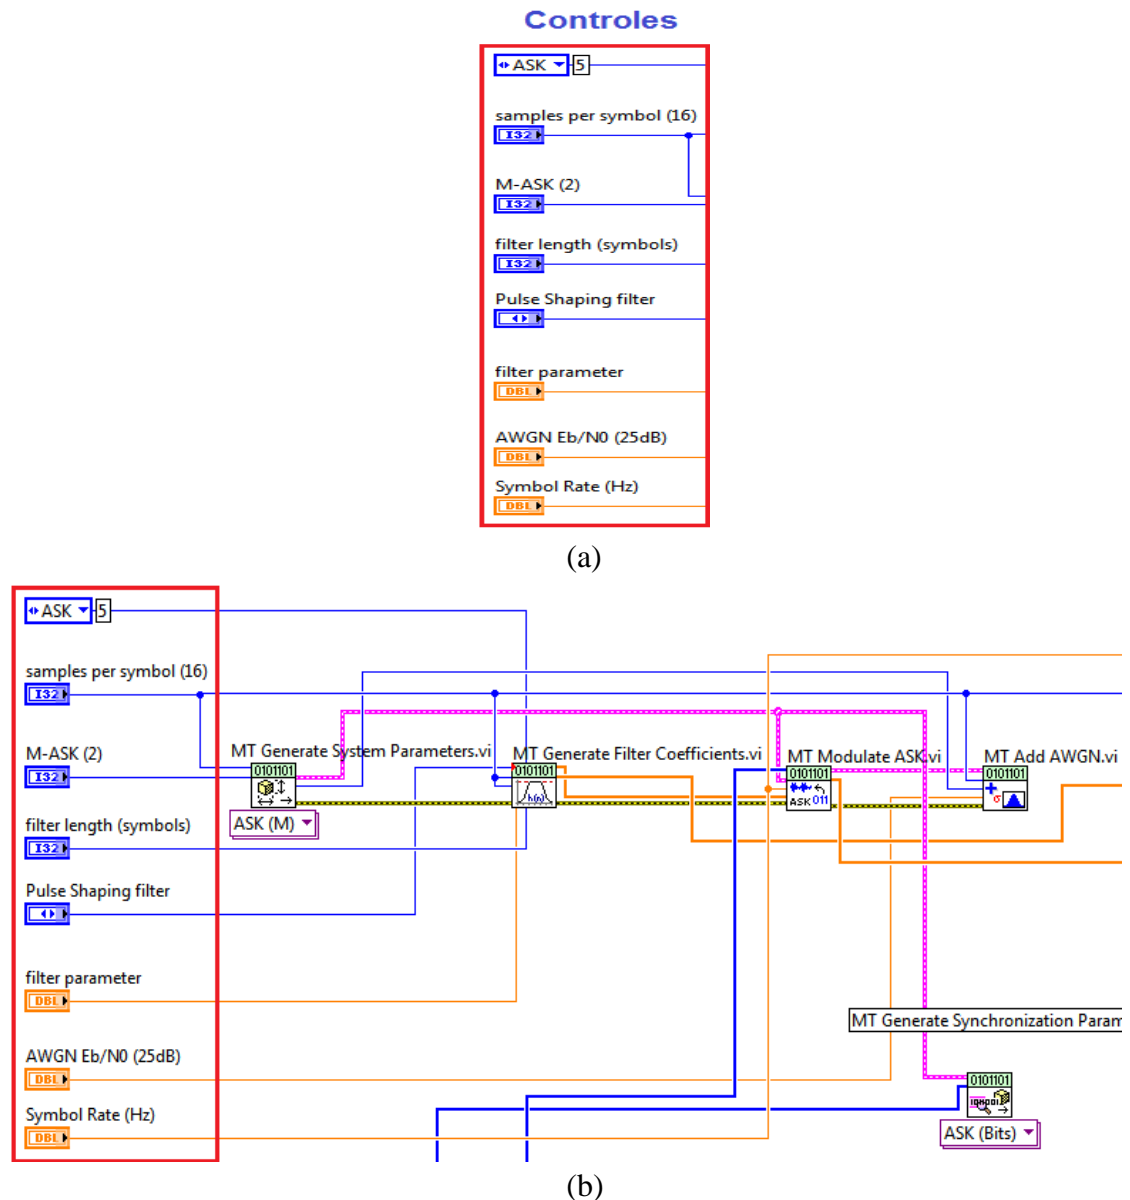 Controles
ASK 5
samples per symbol (16)
I32
M-ASK (2)
I32
filter length (symbols)
I32
Pulse Shaping filter
filter parameter
DBL
AWGN Eb/N0 (25dB)
DBL
Symbol Rate (Hz)
DBL
(a)
ASK 5
samples per symbol (16)
I32
M-ASK (2)
I32
MT Generate System Parameters.vi
0101101
ASK (M)
MT Generate Filter Coefficients.vi
0101101
h(n)
MT Modulate ASK.vi
0101101
ASK 011
MT Add AWGN.vi
0101101
σ
filter length (symbols)
I32
Pulse Shaping filter
filter parameter
DBL
AWGN Eb/N0 (25dB)
DBL
Symbol Rate (Hz)
DBL
MT Generate Synchronization Param
0101101
ASK (Bits)
(b)